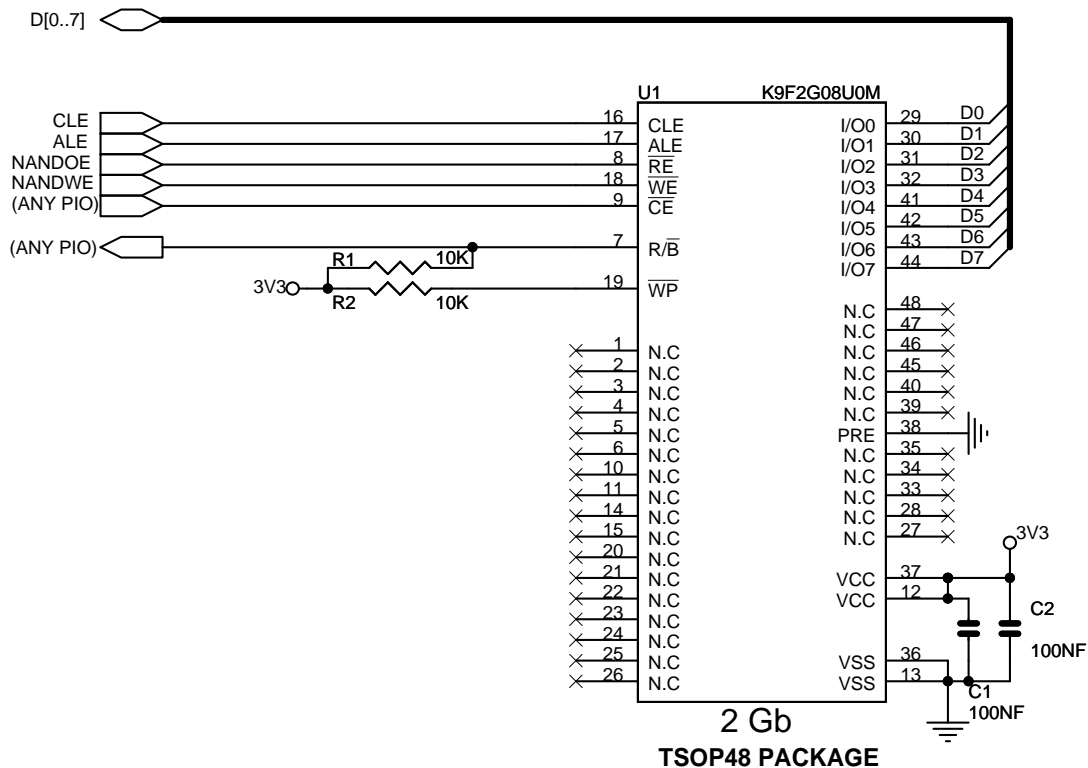 D[0..7]
U1 K9F2G08U0M
CLE 16 CLE I/O0 29 D0
ALE 17 ALE I/O1 30 D1
NANDOE 8 RE I/O2 31 D2
NANDWE 18 WE I/O3 32 D3
(ANY PIO) 9 CE I/O4 41 D4
I/O5 42 D5
(ANY PIO) 7 R/B I/O6 43 D6
R1 10K I/O7 44 D7
3V3 19 WP
R2 10K
N.C 48
N.C 47
1 N.C N.C 46
2 N.C N.C 45
3 N.C N.C 40
4 N.C N.C 39
5 N.C PRE 38
6 N.C N.C 35
10 N.C N.C 34
11 N.C N.C 33
14 N.C N.C 28
15 N.C N.C 27
20 N.C
3V3
21 N.C VCC 37
22 N.C VCC 12
23 N.C C2
24 N.C 100NF
25 N.C VSS 36
26 N.C VSS 13
C1
100NF
2 Gb
TSOP48 PACKAGE